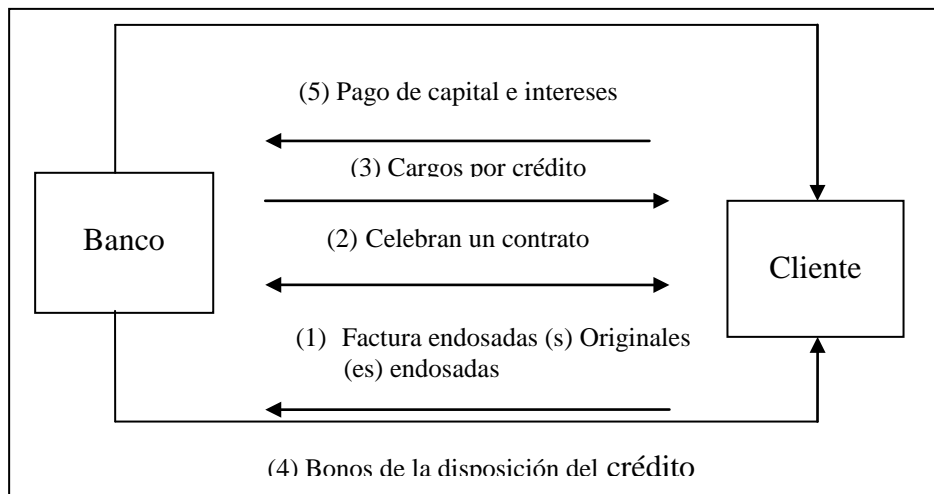 (5) Pago de capital e intereses
(3) Cargos por crédito
Banco
(2) Celebran un contrato
Cliente
(1) Factura endosadas (s) Originales
(es) endosadas
(4) Bonos de la disposición del crédito